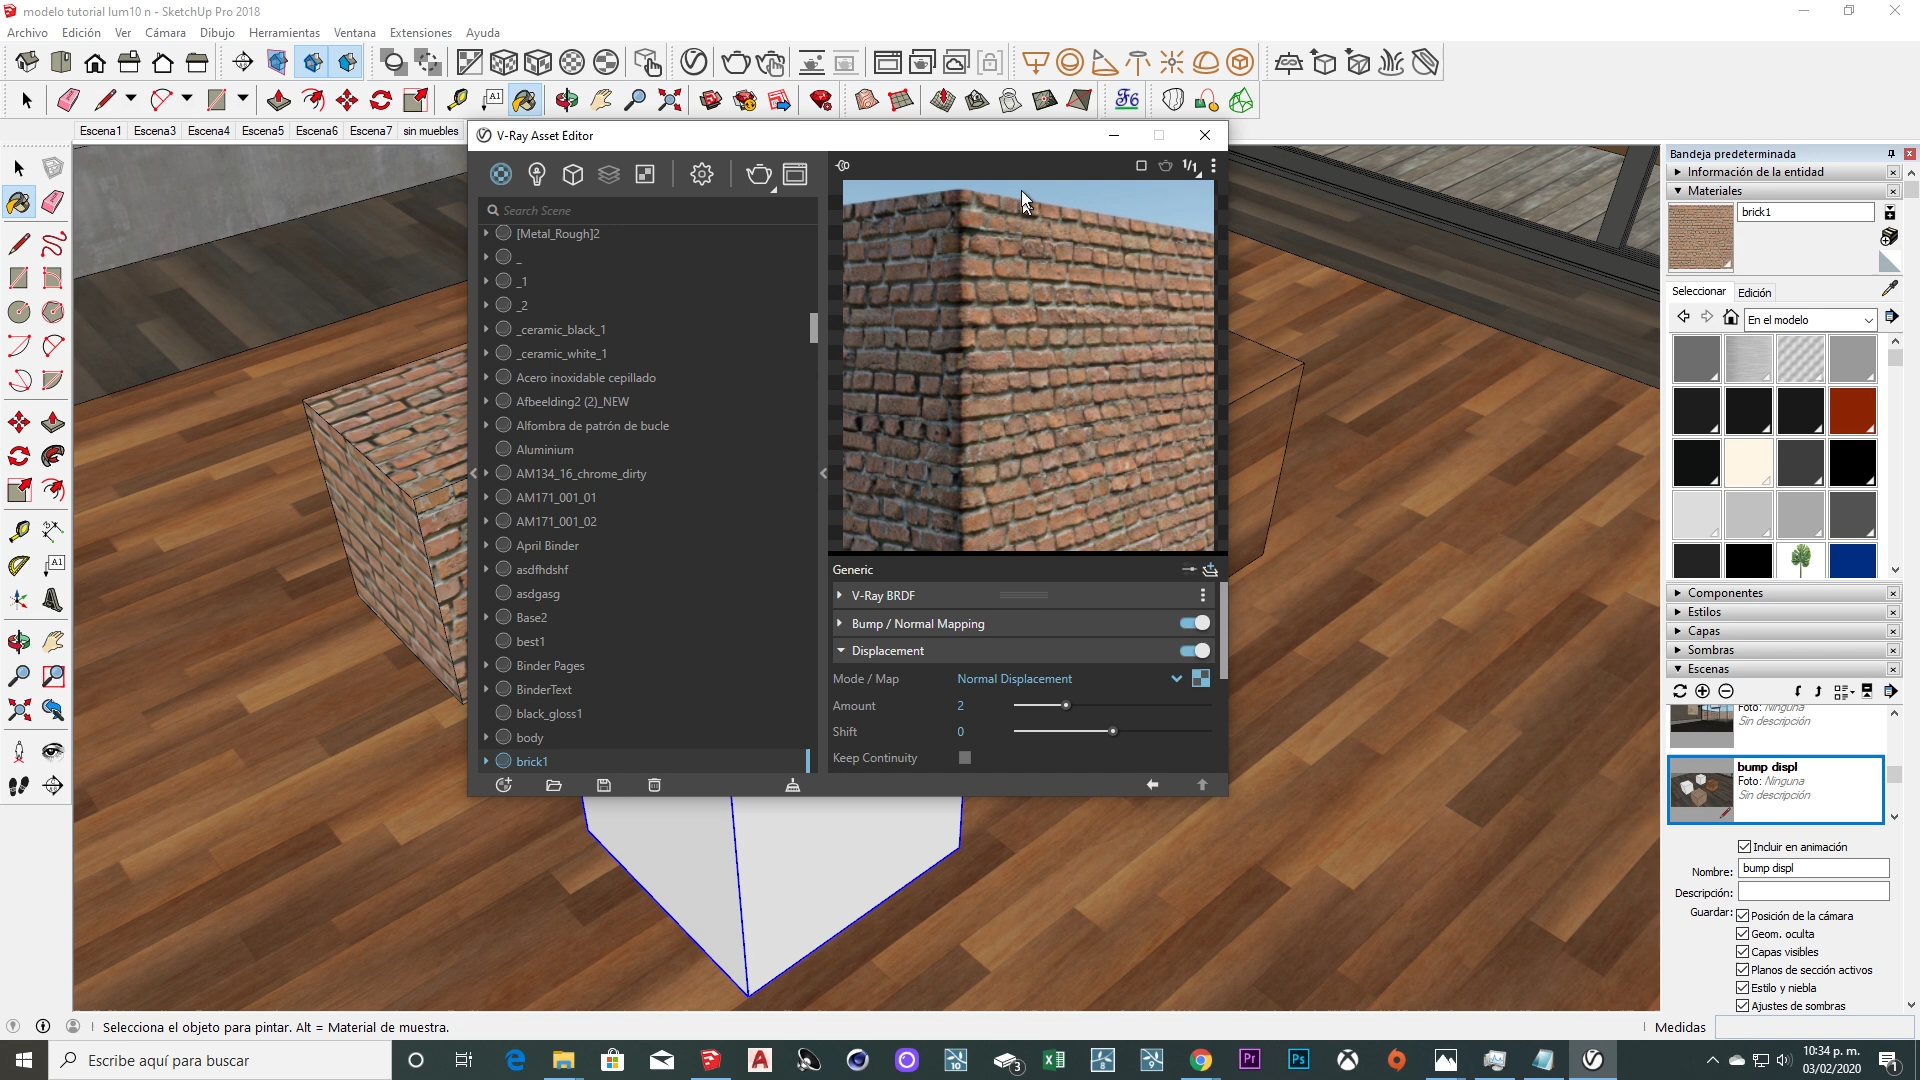 modelo tutorial lum10 n - SketchUp Pro 2018
Archivo Edición Ver Cámara Dibujo Herramientas Ventana Extensiones Ayuda
Escena1 Escena3 Escena4 Escena5 Escena6 Escena7 sin muebles
V-Ray Asset Editor
Search Scene
[Metal_Rough]2
_
_1
_2
_ceramic_black_1
_ceramic_white_1
Acero inoxidable cepillado
Afbeelding2 (2)_NEW
Alfombra de patrón de bucle
Aluminium
AM134_16_chrome_dirty
AM171_001_01
AM171_001_02
April Binder
asdfhdshf
asdgasg
Base2
best1
Binder Pages
BinderText
black_gloss1
body
brick1
1/1
Generic
V-Ray BRDF
Bump / Normal Mapping
Displacement
Mode / Map Normal Displacement
Amount 2
Shift 0
Keep Continuity
Bandeja predeterminada
Información de la entidad
Materiales
brick1
Seleccionar Edición
En el modelo
Componentes
Estilos
Capas
Sombras
Escenas
Foto: Ninguna
Sin descripción
bump displ
Foto: Ninguna
Sin descripción
Incluir en animación
Nombre: bump displ
Descripción:
Guardar: Posición de la cámara
Geom. oculta
Capas visibles
Planos de sección activos
Estilo y niebla
Ajustes de sombras
Selecciona el objeto para pintar. Alt = Material de muestra.
Medidas
Escribe aquí para buscar
10:34 p. m.
03/02/2020